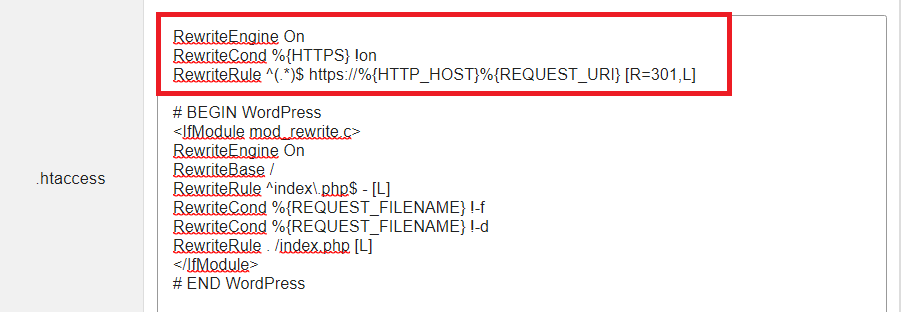 RewriteEngine On
RewriteCond %{HTTPS} !on
RewriteRule ^(.*)$ https://%{HTTP_HOST}%{REQUEST_URI} [R=301,L]
# BEGIN WordPress
<IfModule mod_rewrite.c>
RewriteEngine On
RewriteBase /
RewriteRule ^index\.php$ - [L]
RewriteCond %{REQUEST_FILENAME} !-f
RewriteCond %{REQUEST_FILENAME} !-d
RewriteRule . /index.php [L]
</IfModule>
# END WordPress
.htaccess